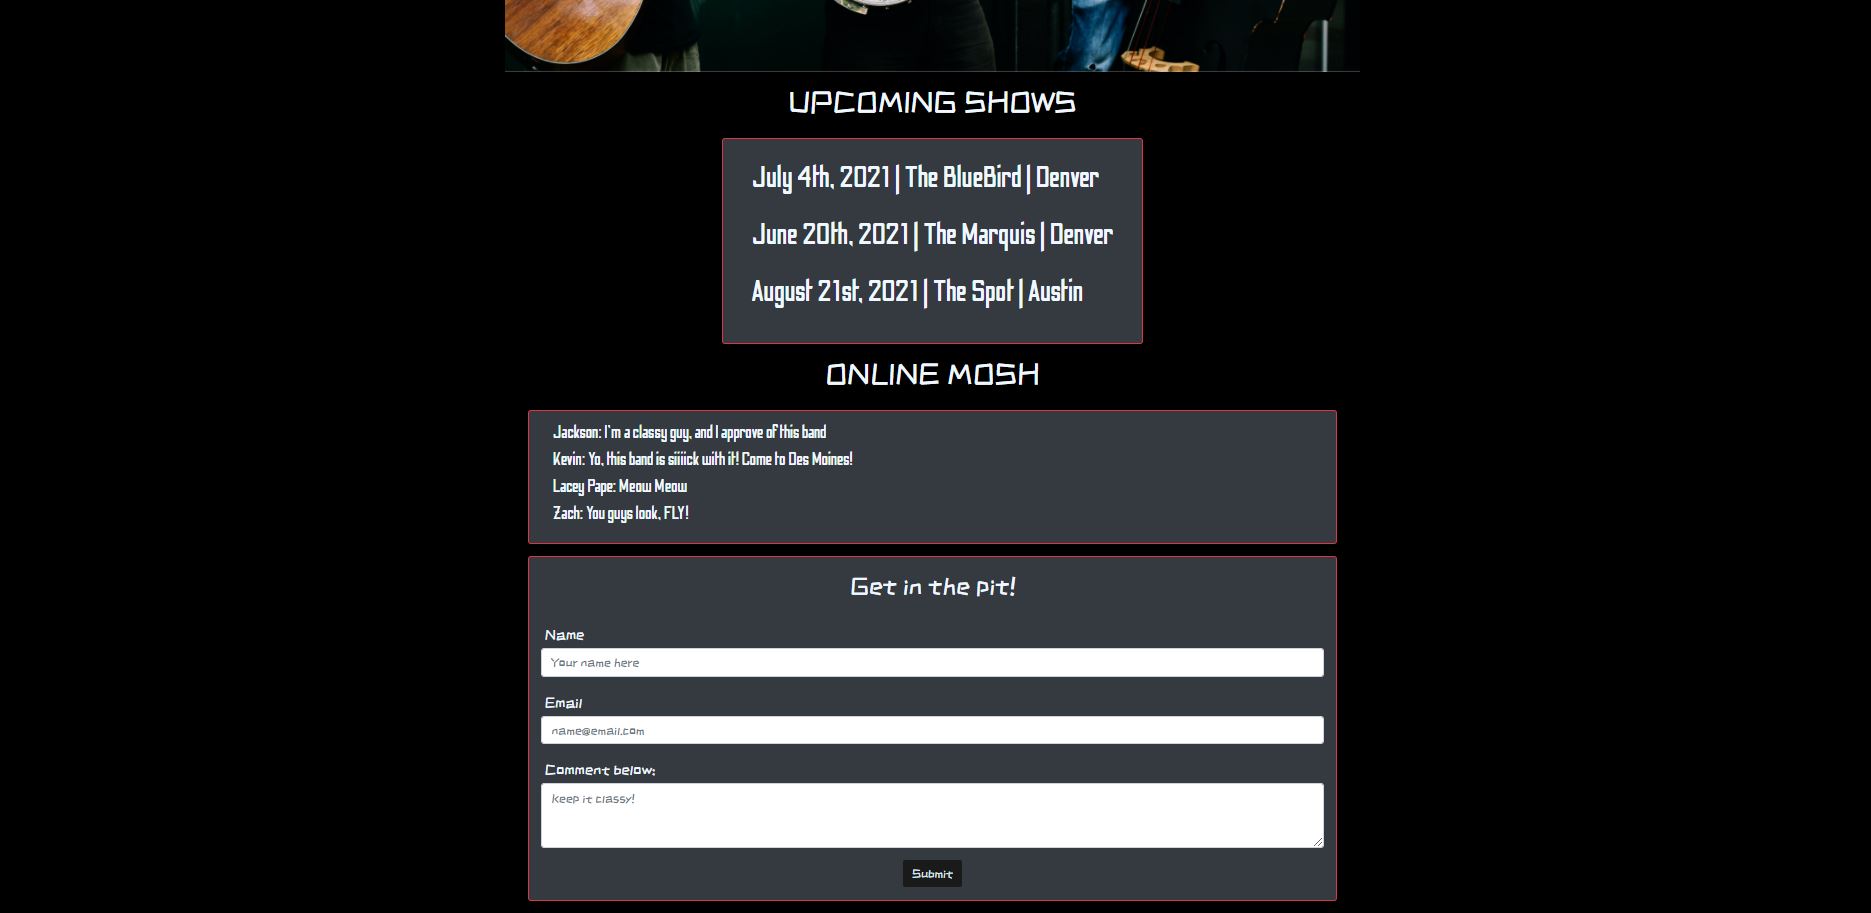 UPCOMING SHOWS
July 4th, 2021 | The BlueBird | Denver
June 20th, 2021 | The Marquis | Denver
August 21st, 2021 | The Spot | Austin
ONLINE MOSH
Jackson: I'm a classy guy, and I approve of this band
Kevin: Yo, this band is siiiick with it! Come to Des Moines!
Lacey Pape: Meow Meow
Zach: You guys look, FLY!
Get in the pit!
Name
Your name here
Email
name@email.com
Comment below:
Keep it classy!
Submit